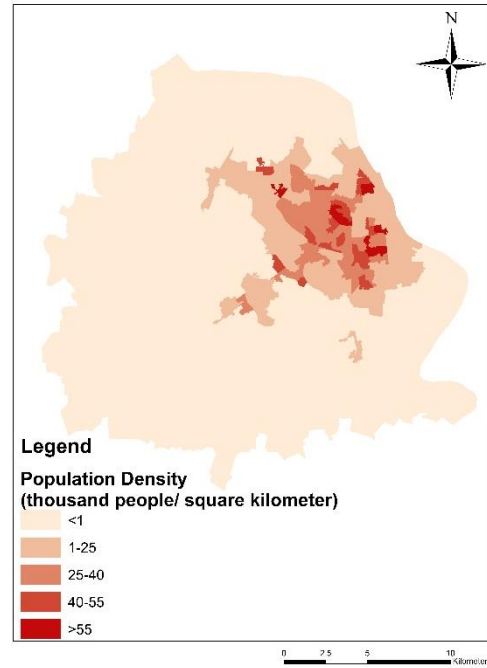 N
Legend
Population Density
(thousand people/ square kilometer)
<1
1-25
25-40
40-55
>55
0 2.5 5 10
Kilometer